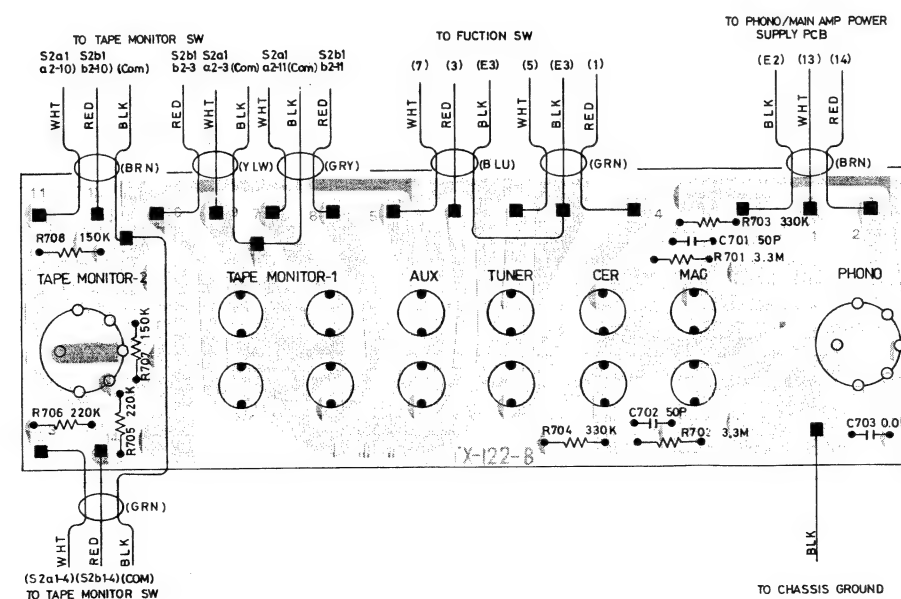 TO TAPE MONITOR SW
S2a1 S2b1 S2b1 S2a1 S2a1 S2b1
a2-10) b2-10) (Com) b2-3 a2-3 (Com) a2-11 (Com) b2-11
WHT RED BLK RED WHT BLK WHT BLK RED
(BRN) (YLW) (GRY)
TO FUCTION SW
(7) (3) (E3) (5) (E3) (1)
WHT RED BLK WHT BLK RED
(BLU) (GRN)
TO PHONO/MAIN AMP POWER
SUPPLY PCB
(E2) (13) (14)
BLK WHT RED
(BRN)
11 7 8 5 4 1 2
R708 150K
R703 330K
C701 50P
R701 3.3M
TAPE MONITOR-2 TAPE MONITOR-1 AUX TUNER CER MAG PHONO
R707 150K
R706 220K
R705 220K
C702 50P
R704 330K
R702 3,3M
C703 0.0
X-122-B
(GRN)
WHT RED BLK
(S2a1-4)(S2b1-4)(COM)
TO TAPE MONITOR SW
BLK
TO CHASSIS GROUND